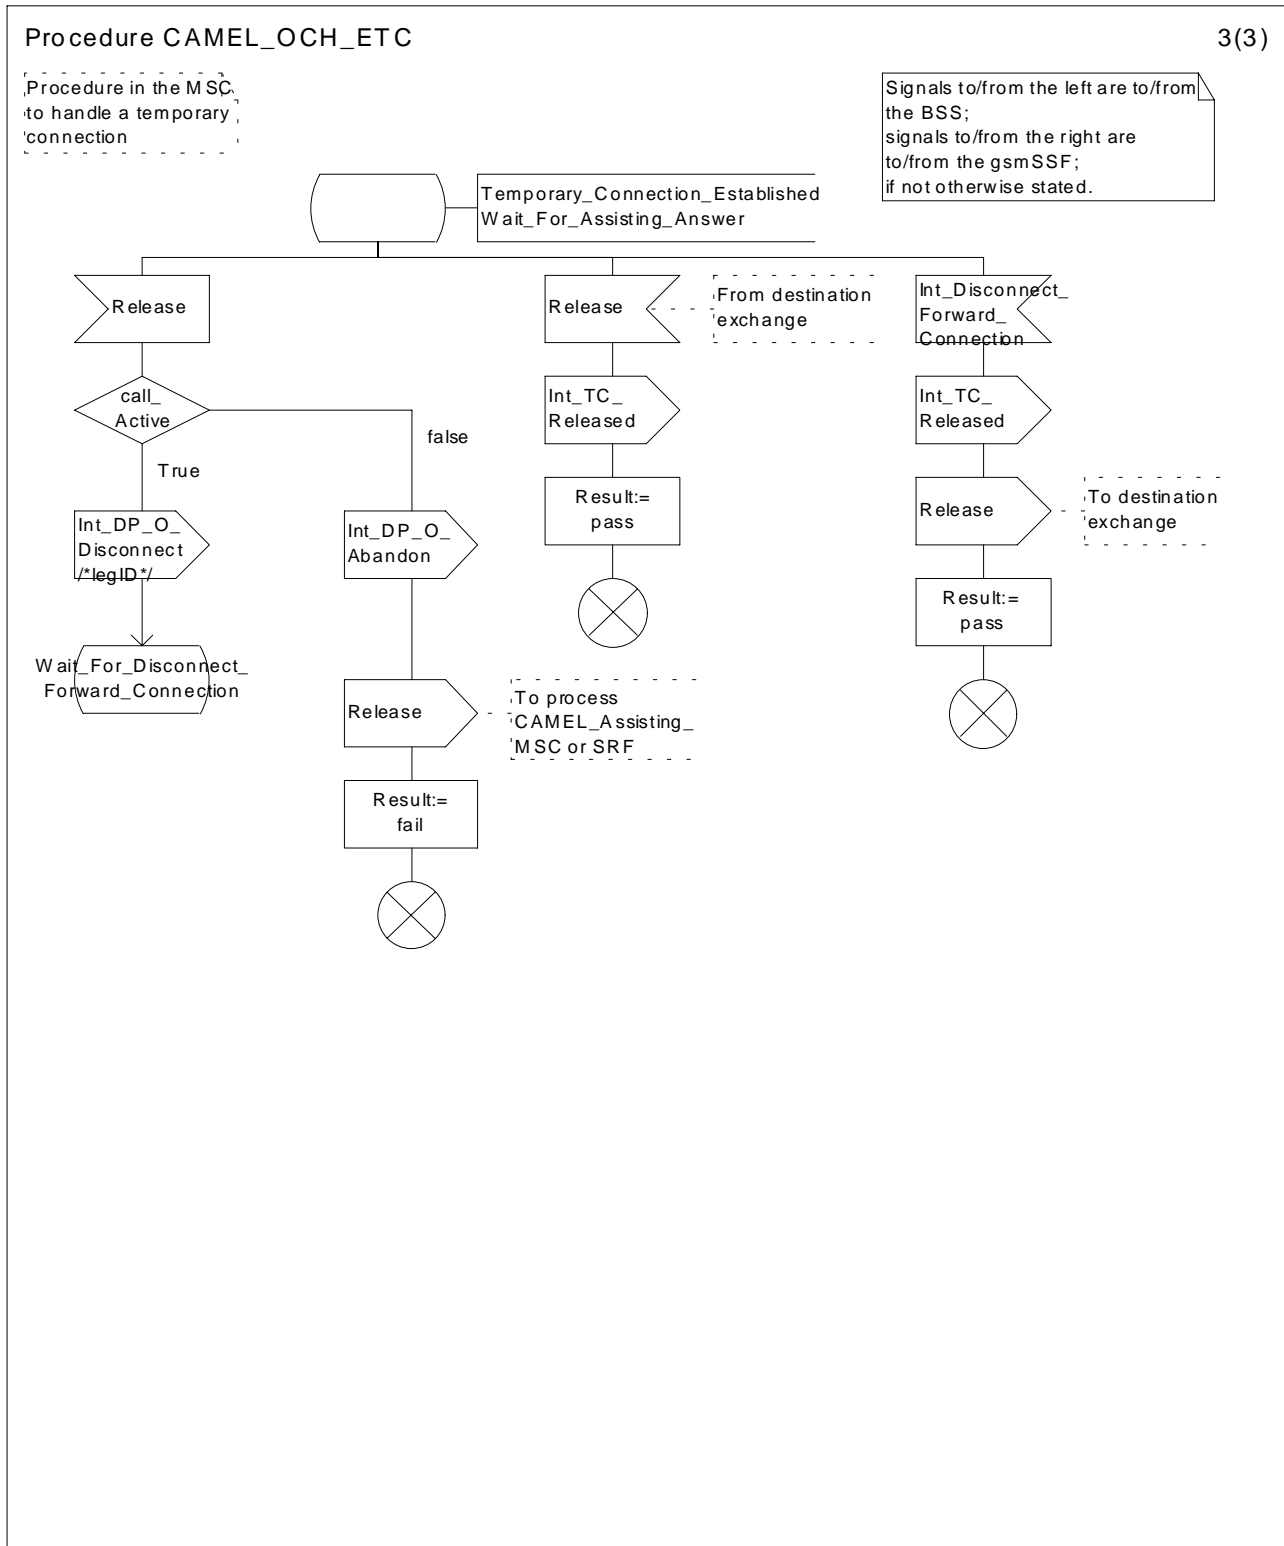 Procedure CAMEL_OCH_ETC
3(3)
Procedure in the MSC
to handle a temporary
connection
Signals to/from the left are to/from
the BSS;
signals to/from the right are
to/from the gsmSSF;
if not otherwise stated.
Temporary_Connection_Established
Wait_For_Assisting_Answer
Release
Release
From destination
exchange
Int_Disconnect_
Forward_
Connection
call_
Active
false
True
Int_TC_
Released
Int_TC_
Released
Result:=
pass
Release
To destination
exchange
Int_DP_O_
Disconnect
/*legID*/
Int_DP_O_
Abandon
Result:=
pass
Wait_For_Disconnect_
Forward_Connection
Release
To process
CAMEL_Assisting_
MSC or SRF
Result:=
fail